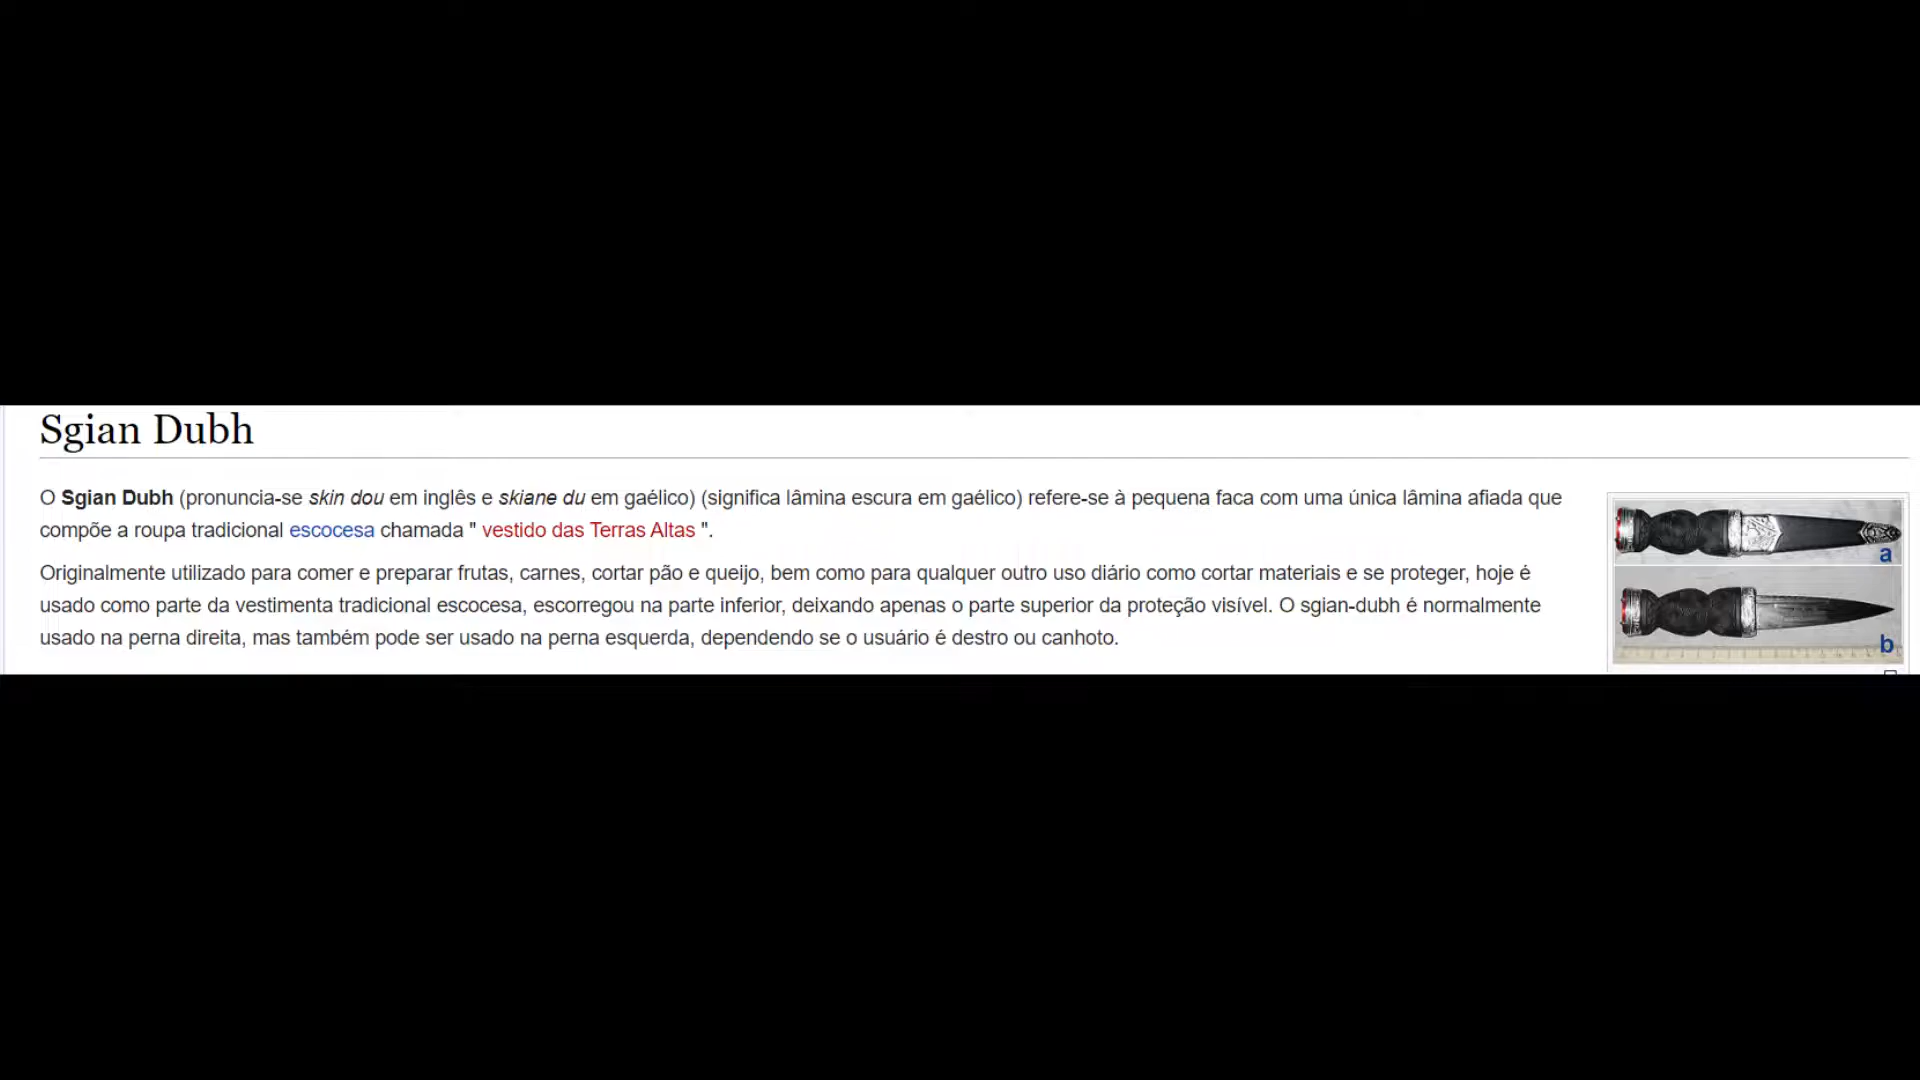 Sgian Dubh
O Sgian Dubh (pronuncia-se skin dou em inglês e skiane du em gaélico) (significa lâmina escura em gaélico) refere-se à pequena faca com uma única lâmina afiada que
compõe a roupa tradicional escocesa chamada " vestido das Terras Altas ".
Originalmente utilizado para comer e preparar frutas, carnes, cortar pão e queijo, bem como para qualquer outro uso diário como cortar materiais e se proteger, hoje é
usado como parte da vestimenta tradicional escocesa, escorregou na parte inferior, deixando apenas o parte superior da proteção visível. O sgian-dubh é normalmente
usado na perna direita, mas também pode ser usado na perna esquerda, dependendo se o usuário é destro ou canhoto.
a
b